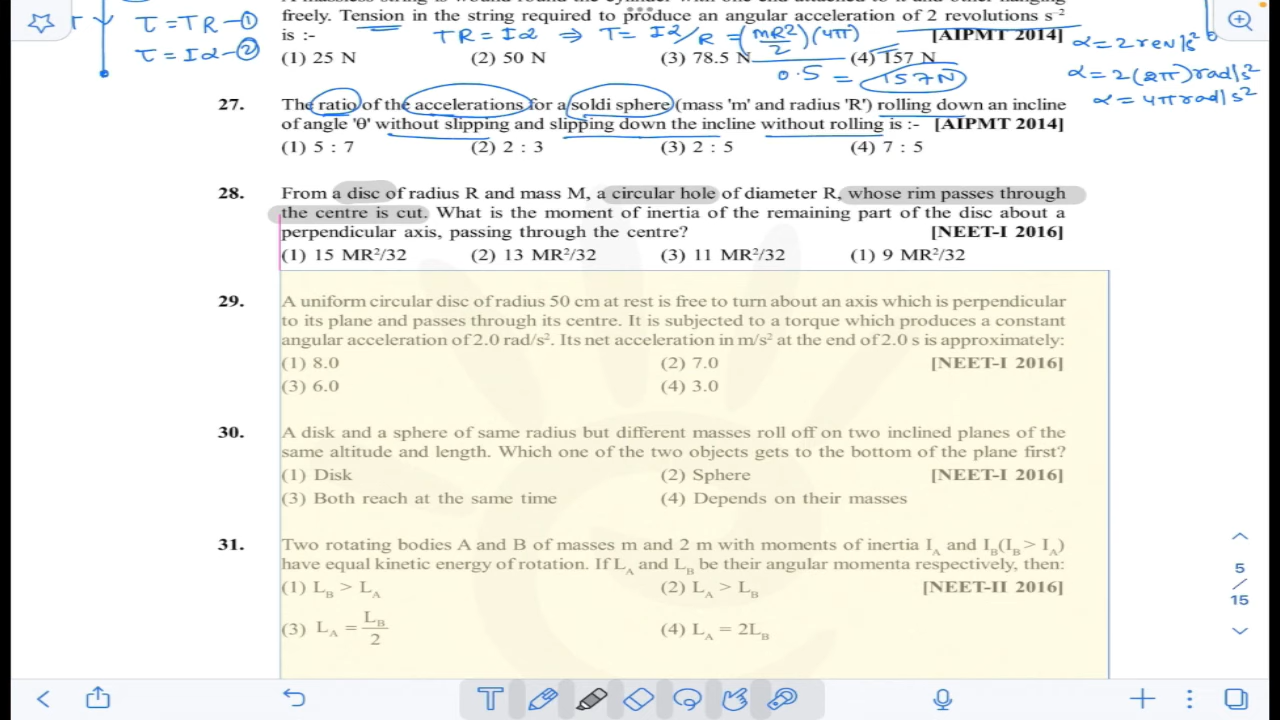 freely. Tension in the string required to produce an angular acceleration of 2 revolutions s⁻²
is :- [AIPMT 2014]
(1) 25 N (2) 50 N (3) 78.5 N (4) 157 N
τ = TR — ①
τ = Iα — ②
TR = Iα ⇒ T = Iα/R = (mR²/2)(4π)
0.5 = 157N
α = 2 rev/s²
α = 2(2π) rad/s²
α = 4π rad/s²
27. The ratio of the accelerations for a soldi sphere (mass 'm' and radius 'R') rolling down an incline
of angle 'θ' without slipping and slipping down the incline without rolling is :- [AIPMT 2014]
(1) 5 : 7 (2) 2 : 3 (3) 2 : 5 (4) 7 : 5
28. From a disc of radius R and mass M, a circular hole of diameter R, whose rim passes through
the centre is cut. What is the moment of inertia of the remaining part of the disc about a
perpendicular axis, passing through the centre? [NEET-I 2016]
(1) 15 MR²/32 (2) 13 MR²/32 (3) 11 MR²/32 (1) 9 MR²/32
29. A uniform circular disc of radius 50 cm at rest is free to turn about an axis which is perpendicular
to its plane and passes through its centre. It is subjected to a torque which produces a constant
angular acceleration of 2.0 rad/s². Its net acceleration in m/s² at the end of 2.0 s is approximately:
(1) 8.0 (2) 7.0 [NEET-I 2016]
(3) 6.0 (4) 3.0
30. A disk and a sphere of same radius but different masses roll off on two inclined planes of the
same altitude and length. Which one of the two objects gets to the bottom of the plane first?
(1) Disk (2) Sphere [NEET-I 2016]
(3) Both reach at the same time (4) Depends on their masses
31. Two rotating bodies A and B of masses m and 2 m with moments of inertia I_A and I_B(I_B > I_A)
have equal kinetic energy of rotation. If L_A and L_B be their angular momenta respectively, then:
(1) L_B > L_A (2) L_A > L_B [NEET-II 2016]
(3) L_A = L_B/2 (4) L_A = 2L_B
5
/
15
T